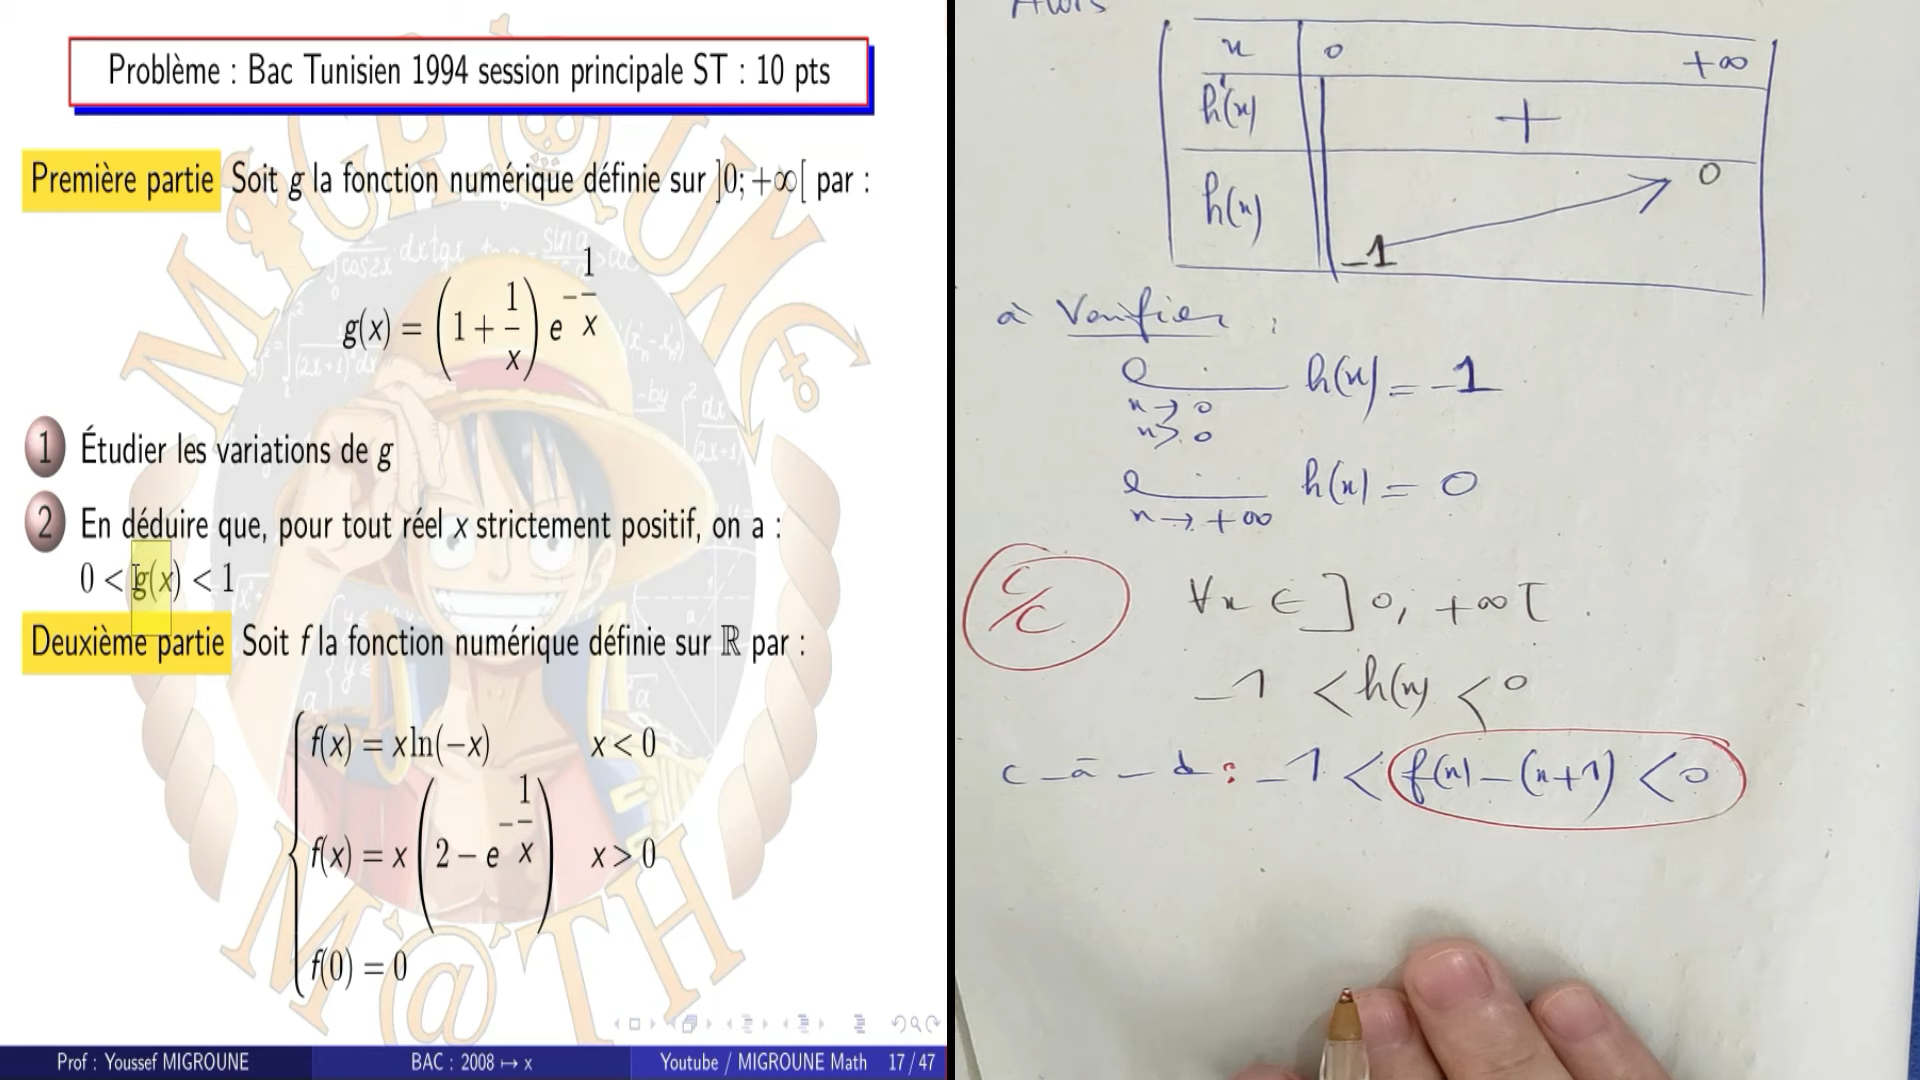 Problème : Bac Tunisien 1994 session principale ST : 10 pts
Première partie Soit g la fonction numérique définie sur ]0; +∞[ par :
g(x) = (1 + 1/x) e^(-1/x)
1 Étudier les variations de g
2 En déduire que, pour tout réel x strictement positif, on a :
0 < g(x) < 1
Deuxième partie Soit f la fonction numérique définie sur ℝ par :
f(x) = x ln(−x) x < 0
f(x) = x (2 − e^(-1/x)) x > 0
f(0) = 0
Prof : Youssef MIGROUNE BAC : 2008 ↦ x Youtube / MIGROUNE Math 17 / 47
MIGROUNE
M@TH
Alors
x 0 +∞
h'(x) +
h(x) -1 0
à Vérifier :
h(x) = -1
x → 0
x > 0
h(x) = 0
x → +∞
C/C ∀x ∈ ]0, +∞[ .
-1 < h(x) < 0
c-à-d : -1 < f(x) - (x+1) < 0